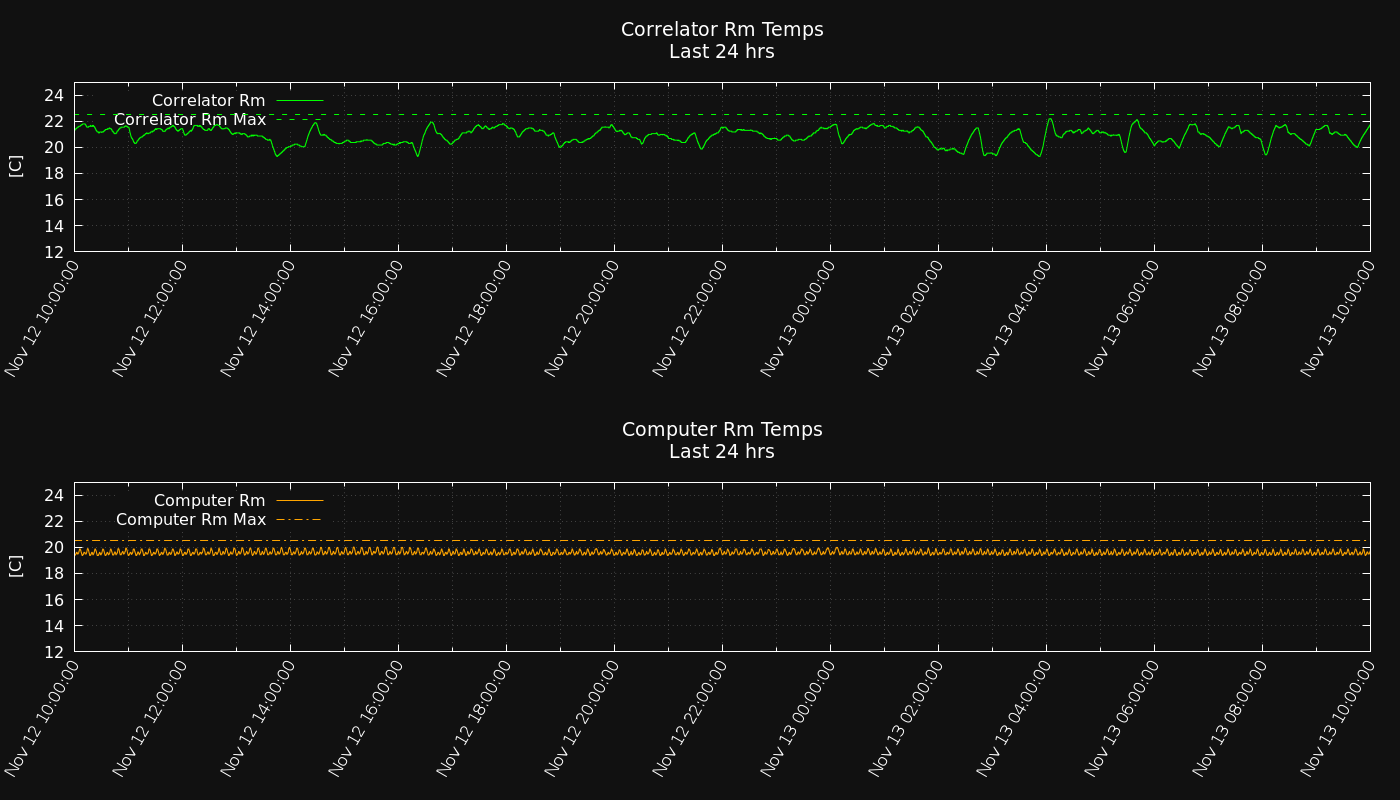 Correlator Rm Temps
Last 24 hrs
Correlator Rm
Correlator Rm Max
[C]
24
22
20
18
16
14
12
Nov 12 10:00:00
Nov 12 12:00:00
Nov 12 14:00:00
Nov 12 16:00:00
Nov 12 18:00:00
Nov 12 20:00:00
Nov 12 22:00:00
Nov 13 00:00:00
Nov 13 02:00:00
Nov 13 04:00:00
Nov 13 06:00:00
Nov 13 08:00:00
Nov 13 10:00:00
Computer Rm Temps
Last 24 hrs
Computer Rm
Computer Rm Max
[C]
24
22
20
18
16
14
12
Nov 12 10:00:00
Nov 12 12:00:00
Nov 12 14:00:00
Nov 12 16:00:00
Nov 12 18:00:00
Nov 12 20:00:00
Nov 12 22:00:00
Nov 13 00:00:00
Nov 13 02:00:00
Nov 13 04:00:00
Nov 13 06:00:00
Nov 13 08:00:00
Nov 13 10:00:00